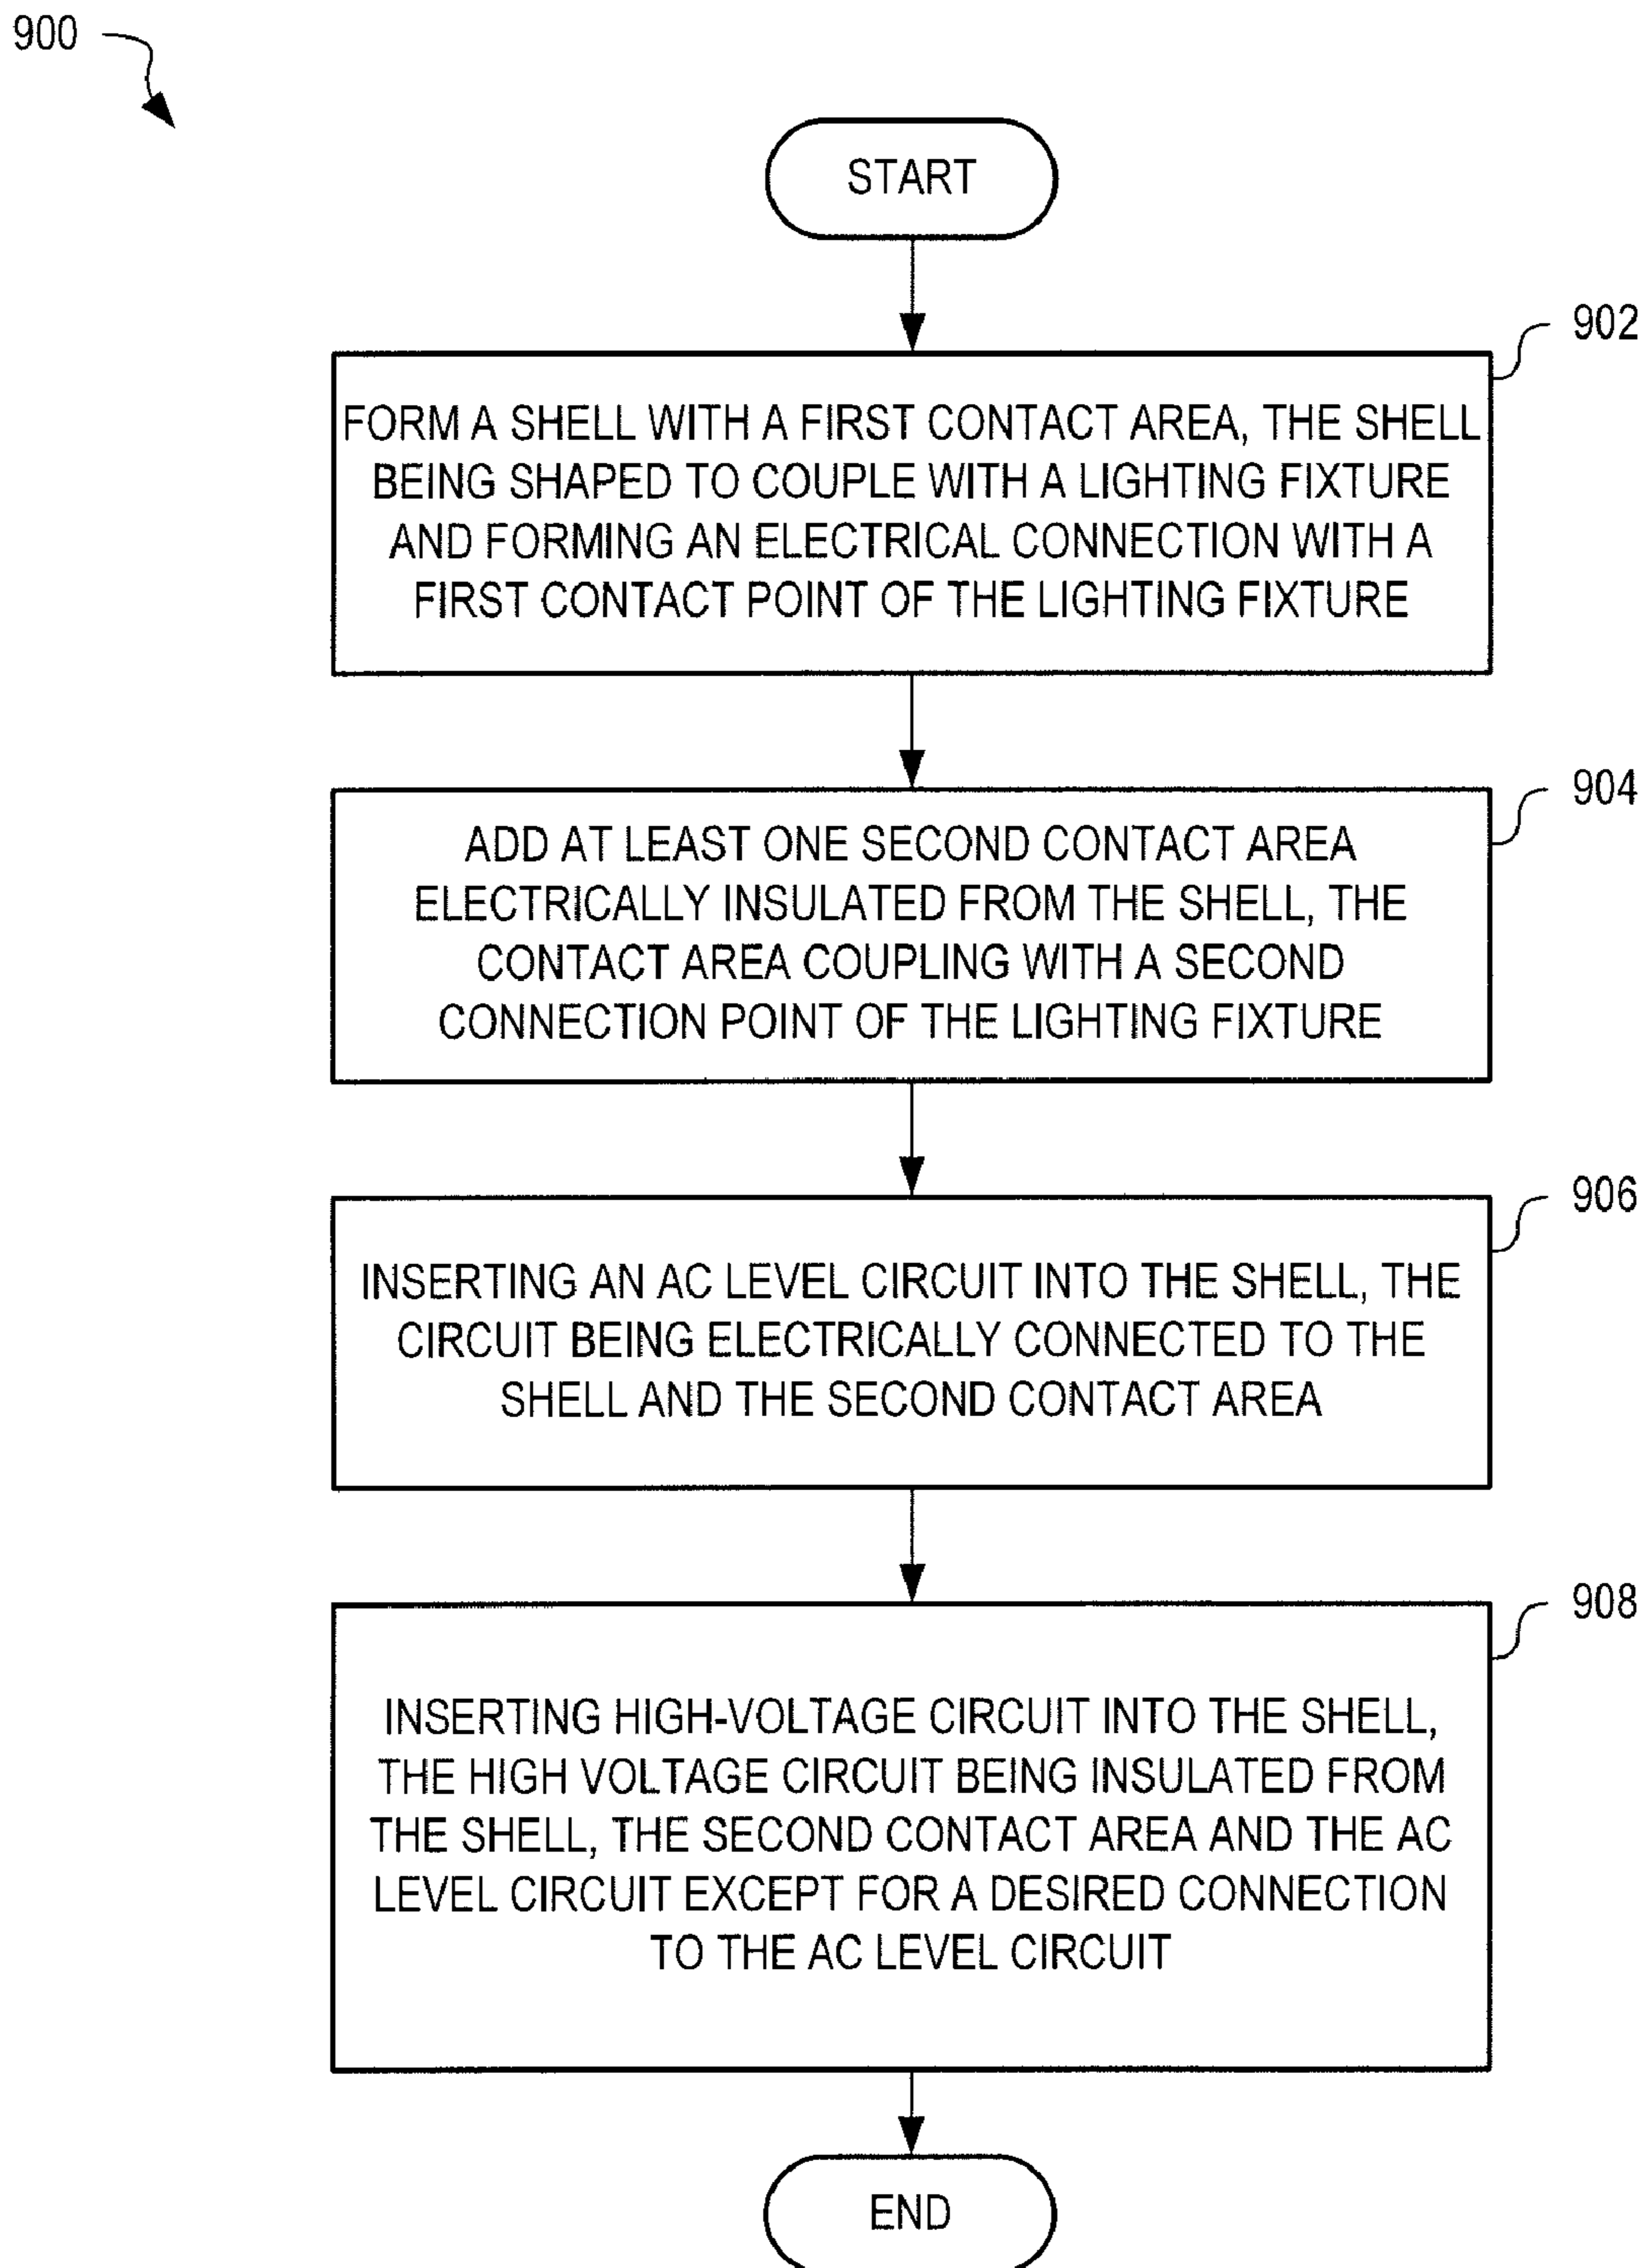 900
START
902
FORM A SHELL WITH A FIRST CONTACT AREA, THE SHELL
BEING SHAPED TO COUPLE WITH A LIGHTING FIXTURE
AND FORMING AN ELECTRICAL CONNECTION WITH A
FIRST CONTACT POINT OF THE LIGHTING FIXTURE
904
ADD AT LEAST ONE SECOND CONTACT AREA
ELECTRICALLY INSULATED FROM THE SHELL, THE
CONTACT AREA COUPLING WITH A SECOND
CONNECTION POINT OF THE LIGHTING FIXTURE
906
INSERTING AN AC LEVEL CIRCUIT INTO THE SHELL, THE
CIRCUIT BEING ELECTRICALLY CONNECTED TO THE
SHELL AND THE SECOND CONTACT AREA
908
INSERTING HIGH-VOLTAGE CIRCUIT INTO THE SHELL,
THE HIGH VOLTAGE CIRCUIT BEING INSULATED FROM
THE SHELL, THE SECOND CONTACT AREA AND THE AC
LEVEL CIRCUIT EXCEPT FOR A DESIRED CONNECTION
TO THE AC LEVEL CIRCUIT
END